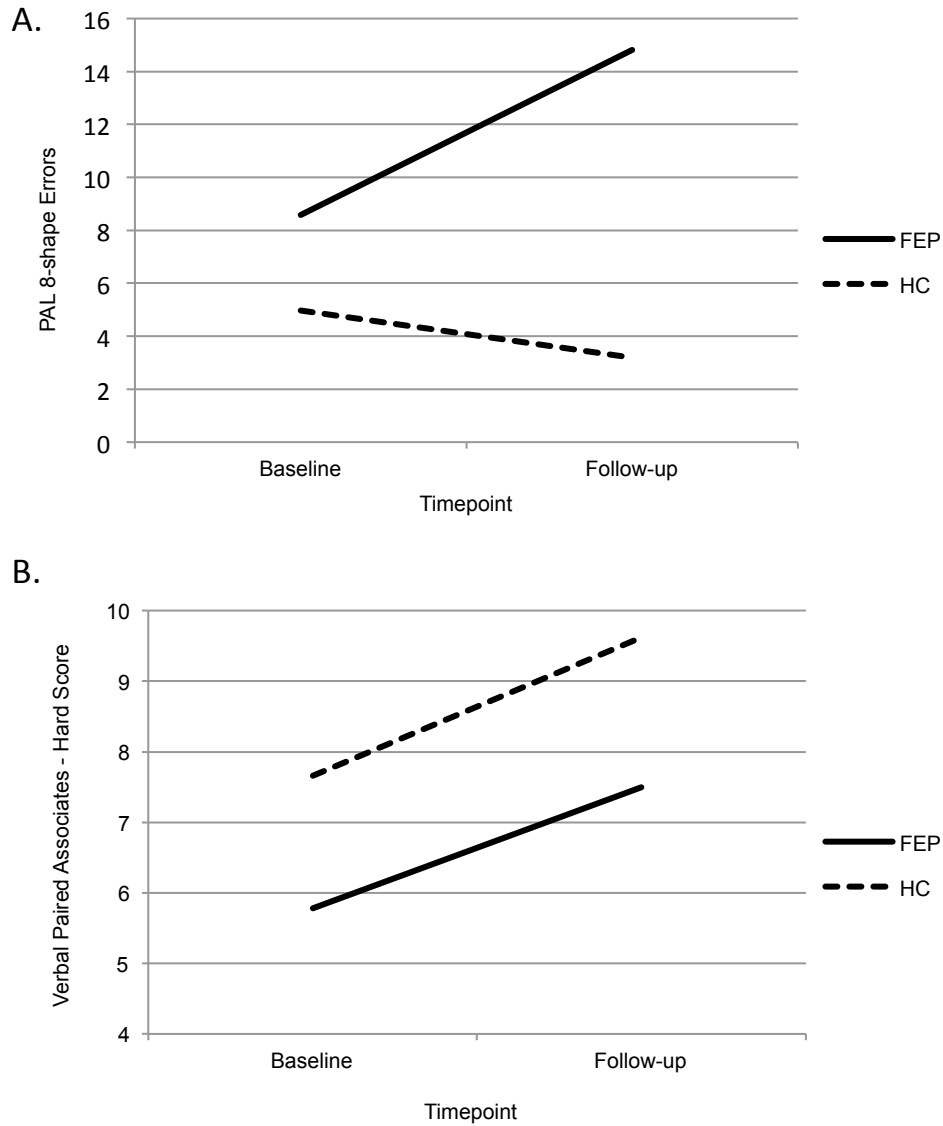 A.
PAL 8-shape Errors
16
14
12
10
8
6
4
2
0
Baseline
Follow-up
Timepoint
FEP
HC
B.
Verbal Paired Associates - Hard Score
10
9
8
7
6
5
4
Baseline
Follow-up
Timepoint
FEP
HC